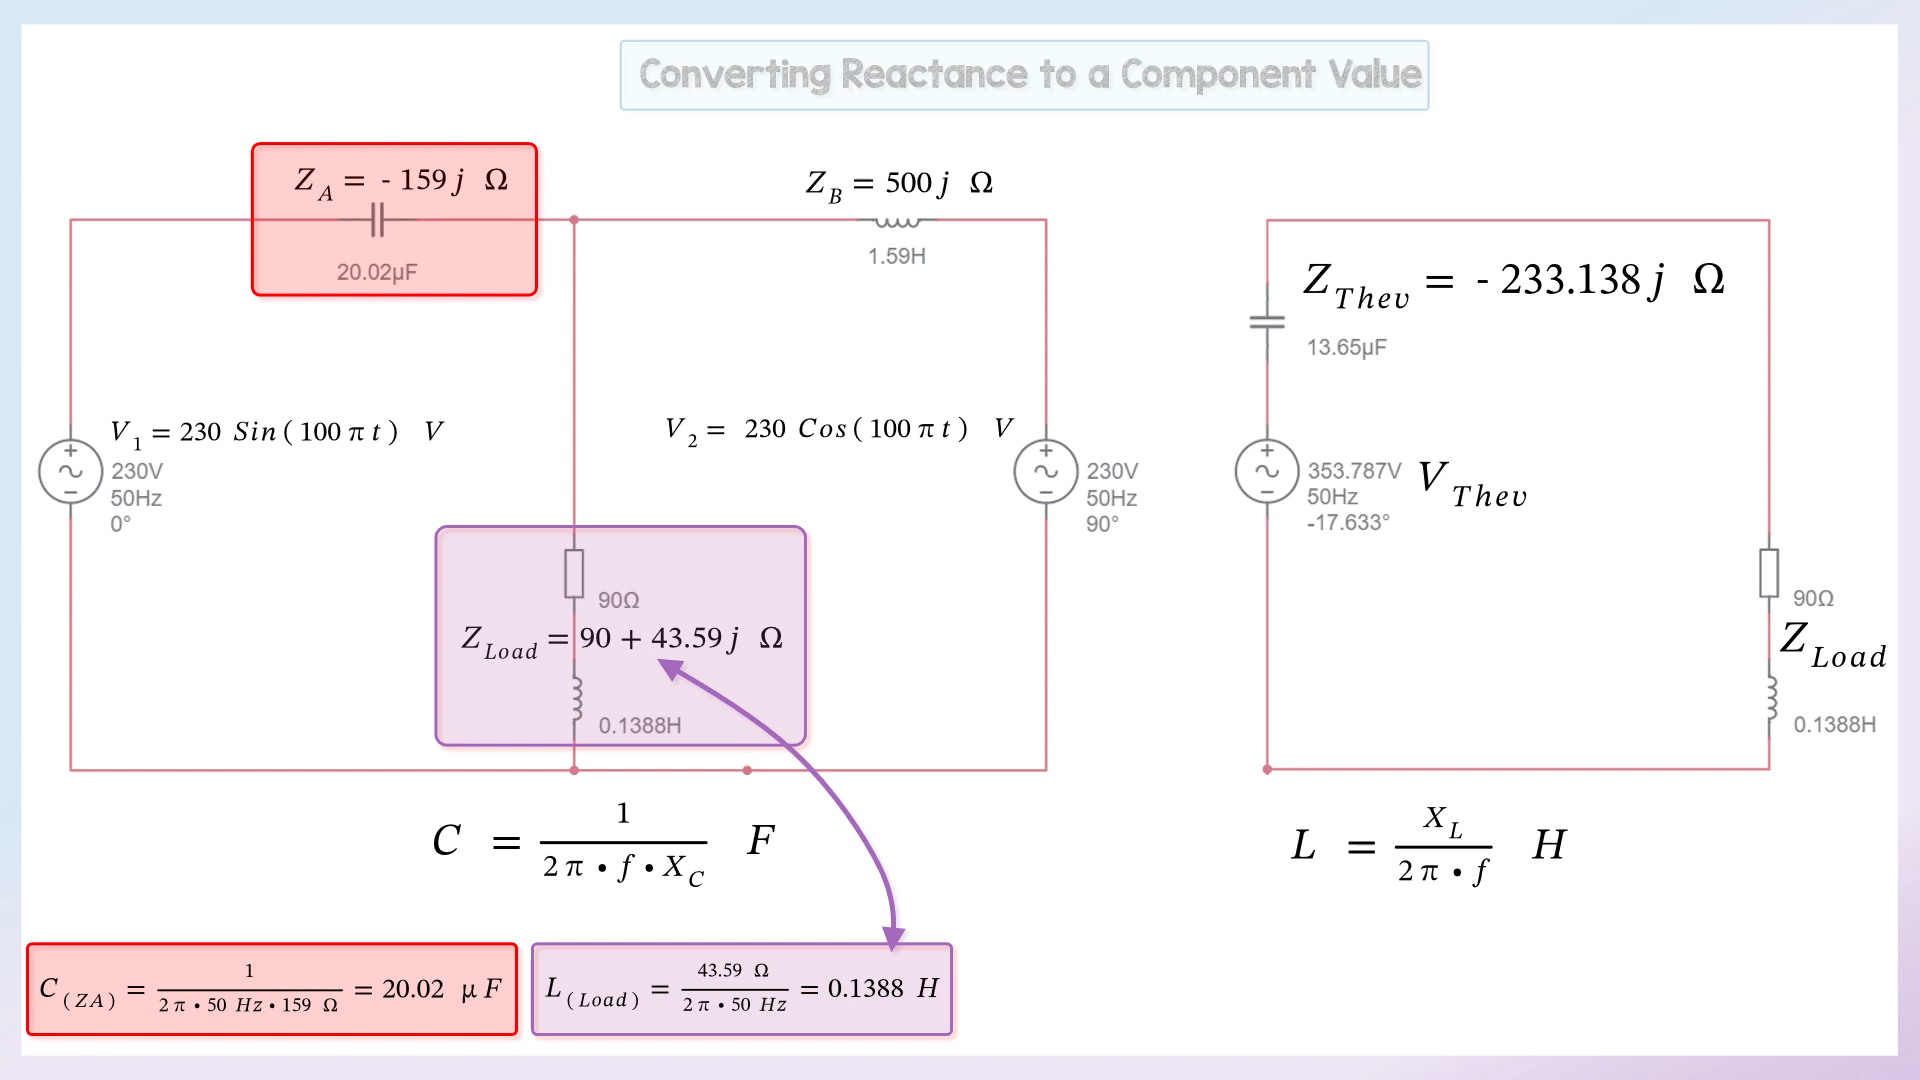 Converting Reactance to a Component Value
Z_A = - 159 j Ω
20.02µF
Z_B = 500 j Ω
1.59H
Z_Thev = - 233.138 j Ω
13.65µF
V_1 = 230 Sin ( 100 π t ) V
230V
50Hz
0°
V_2 = 230 Cos ( 100 π t ) V
230V
50Hz
90°
353.787V
50Hz
-17.633°
V_Thev
90Ω
Z_Load = 90 + 43.59 j Ω
0.1388H
90Ω
Z_Load
0.1388H
C = 1 / (2 π • f • X_C) F
L = X_L / (2 π • f) H
C_(ZA) = 1 / (2 π • 50 Hz • 159 Ω) = 20.02 µ F
L_(Load) = 43.59 Ω / (2 π • 50 Hz) = 0.1388 H